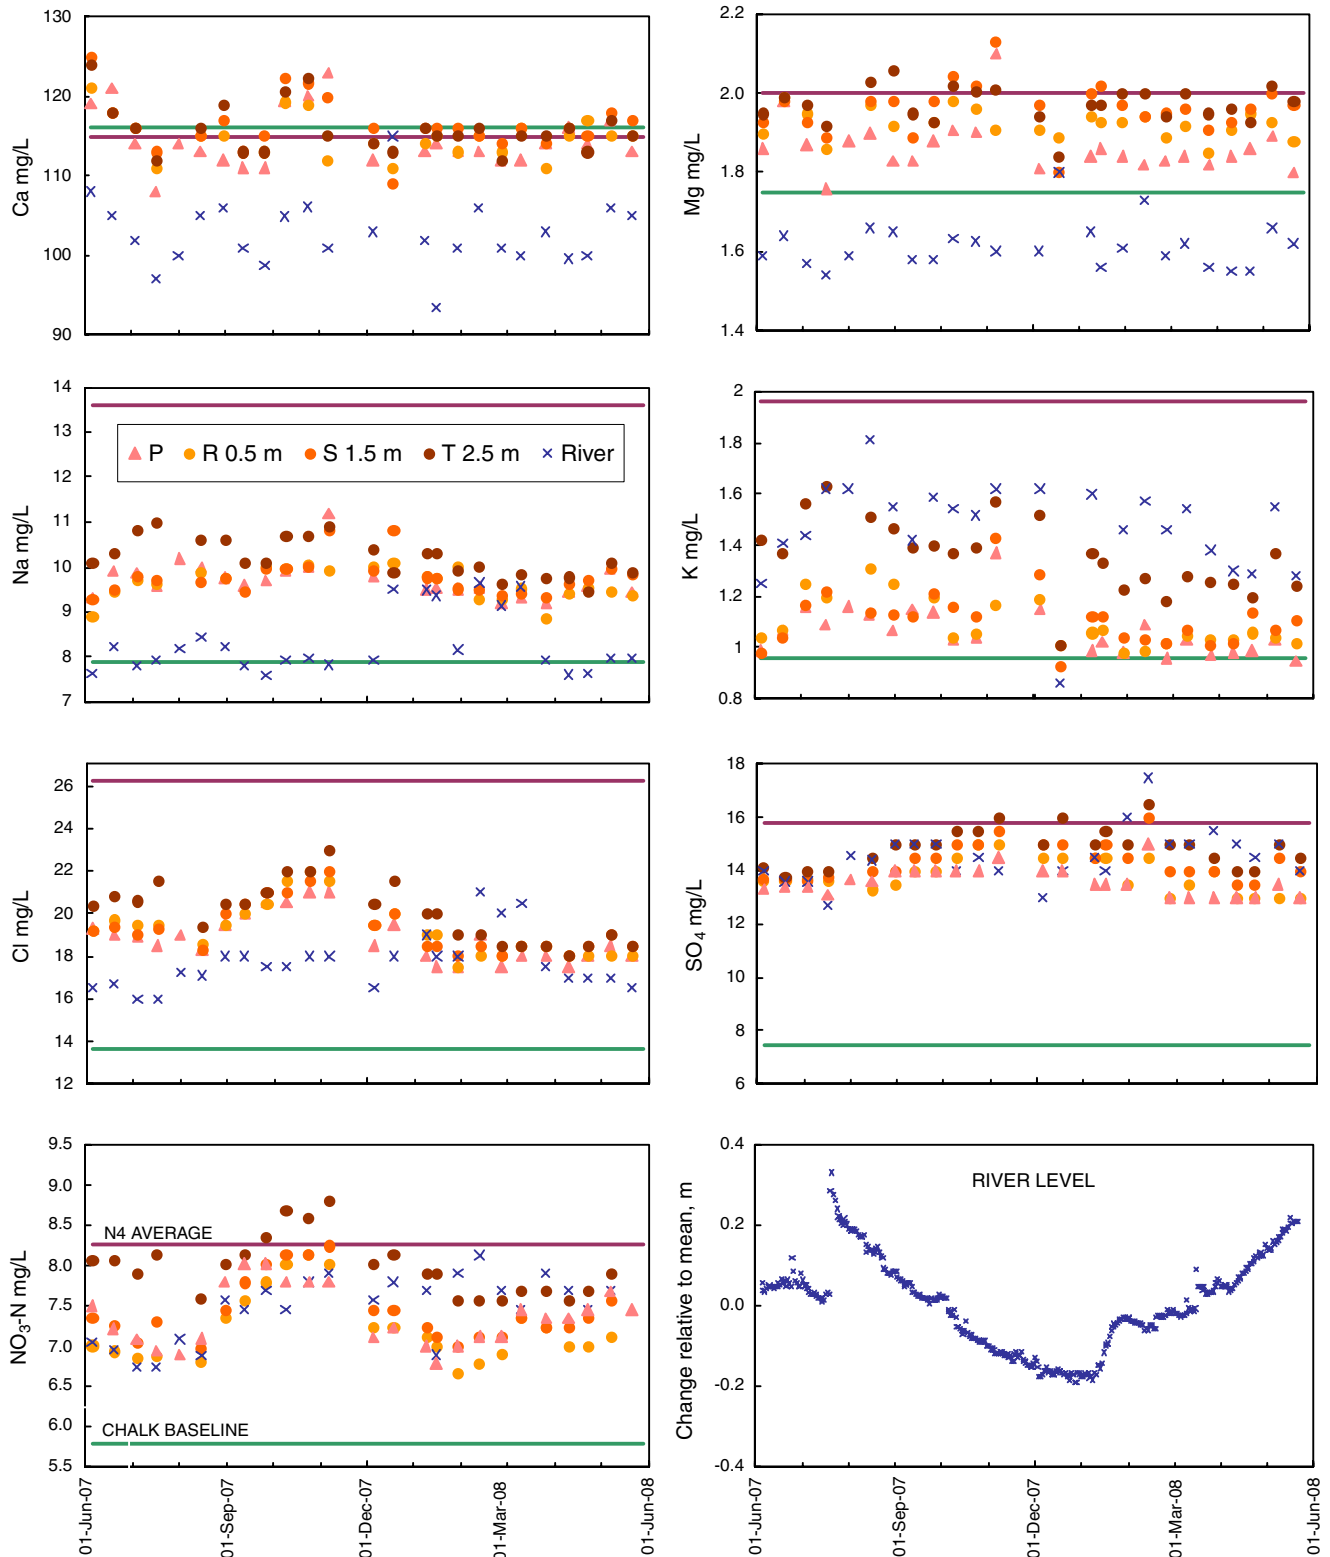 130
120
110
100
90
Ca mg/L
2.2
2.0
1.8
1.6
1.4
Mg mg/L
14
13
12
11
10
9
8
7
Na mg/L
P R 0.5 m S 1.5 m T 2.5 m River
2
1.8
1.6
1.4
1.2
1
0.8
K mg/L
26
24
22
20
18
16
14
12
Cl mg/L
18
16
14
12
10
8
6
SO4 mg/L
9.5
9.0
8.5
8.0
7.5
7.0
6.5
6.0
5.5
NO3-N mg/L
N4 AVERAGE
CHALK BASELINE
01-Jun-07
01-Sep-07
01-Dec-07
01-Mar-08
01-Jun-08
0.4
0.2
0.0
-0.2
-0.4
Change relative to mean, m
RIVER LEVEL
01-Jun-07
01-Sep-07
01-Dec-07
01-Mar-08
01-Jun-08